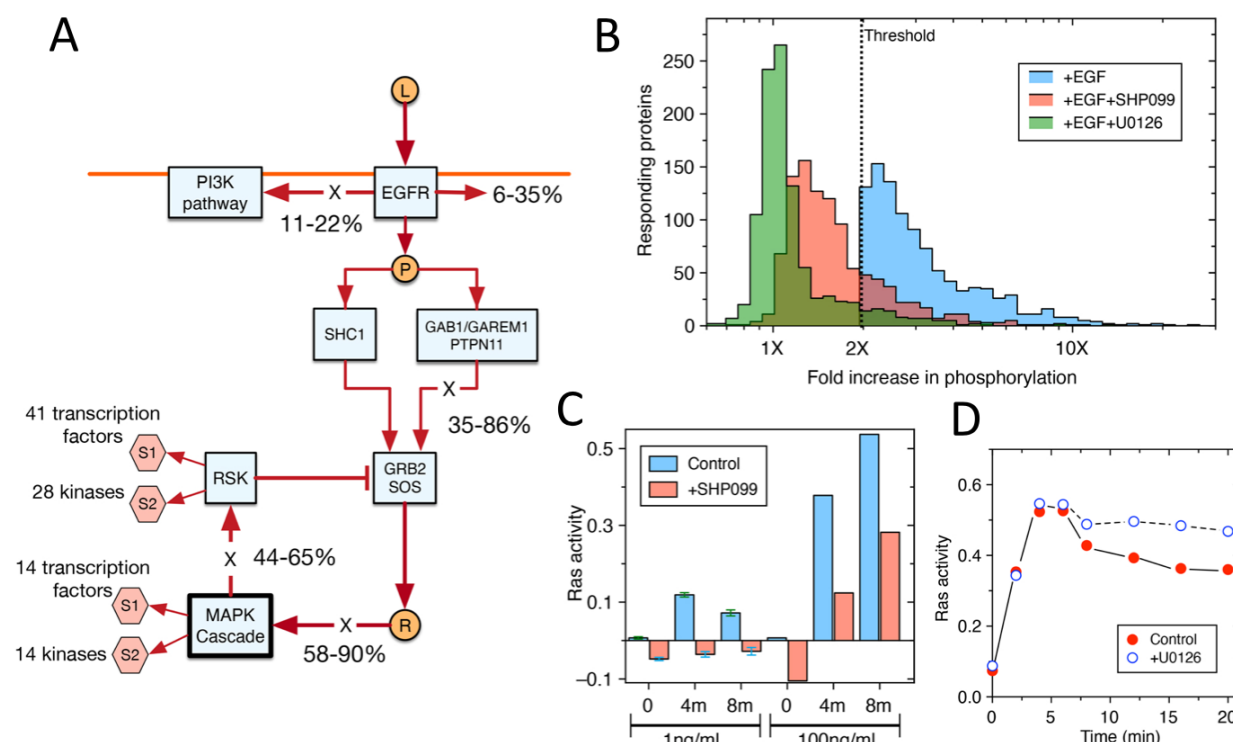 A
L
PI3K
pathway
X
EGFR
6-35%
11-22%
P
SHC1
GAB1/GAREM1
PTPN11
X
35-86%
41 transcription
factors
S1
RSK
GRB2
SOS
28 kinases
S2
X
44-65%
14 transcription
factors
S1
MAPK
Cascade
X
R
14 kinases
S2
58-90%
B
Threshold
+EGF
+EGF+SHP099
+EGF+U0126
Responding proteins
250
200
150
100
50
0
1X
2X
10X
Fold increase in phosphorylation
C
Control
+SHP099
Ras activity
0.5
0.3
0.1
−0.1
0
4m
8m
0
4m
8m
1ng/ml
100ng/ml
D
Ras activity
0.6
0.4
0.2
0.0
Control
+U0126
0
5
10
15
20
Time (min)